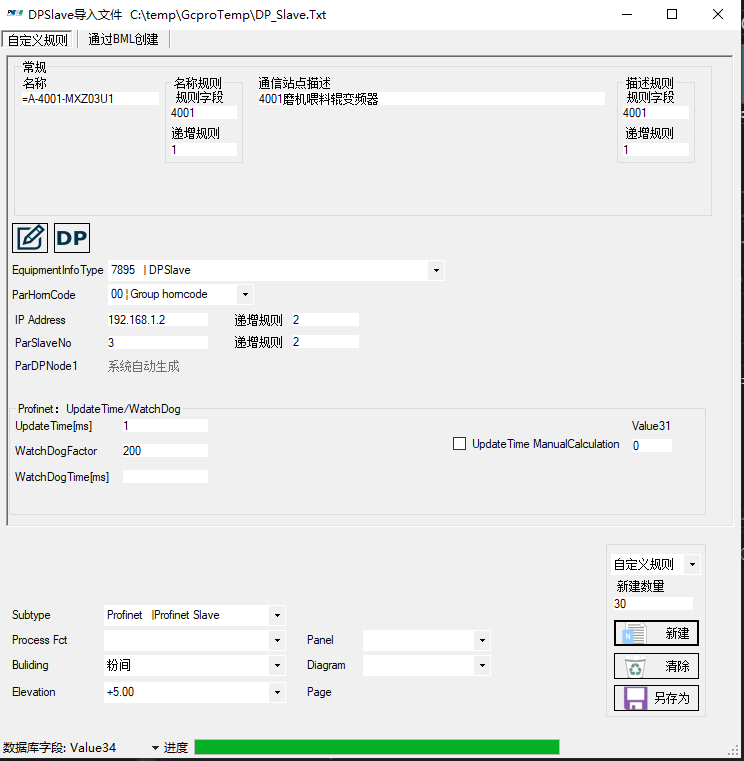 DPSlave导入文件 C:\temp\GcproTemp\DP_Slave.Txt
自定义规则 通过BML创建
常规
名称
=A-4001-MXZ03U1
名称规则
规则字段
4001
递增规则
1
通信站点描述
4001磨机喂料辊变频器
描述规则
规则字段
4001
递增规则
1
DP
EquipmentInfoType 7895 | DPSlave
ParHornCode 00 ¦ Group horncode
IP Address 192.168.1.2 递增规则 2
ParSlaveNo 3 递增规则 2
ParDPNode1 系统自动生成
Profinet：UpdateTime/WatchDog
UpdateTime[ms] 1
WatchDogFactor 200
WatchDogTime[ms]
UpdateTime ManualCalculation
Value31
0
自定义规则
新建数量
30
新建
清除
另存为
Subtype Profinet |Profinet Slave
Process Fct Panel
Buliding 粉间 Diagram
Elevation +5.00 Page
数据库字段: Value34 进度